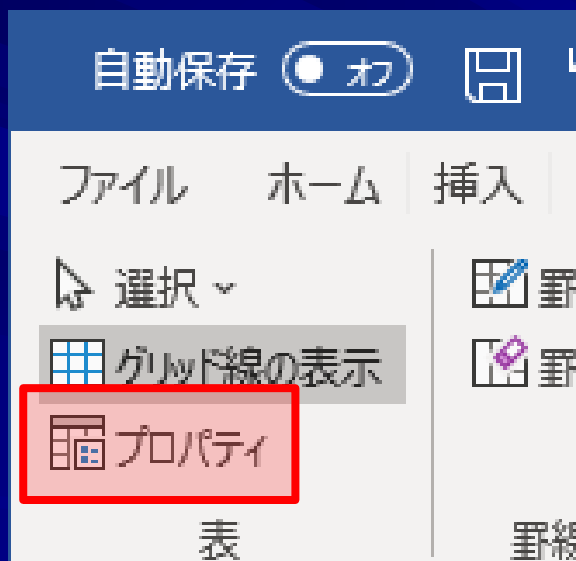 自動保存 オフ
ファイル ホーム 挿入
選択
グリッド線の表示
プロパティ
表